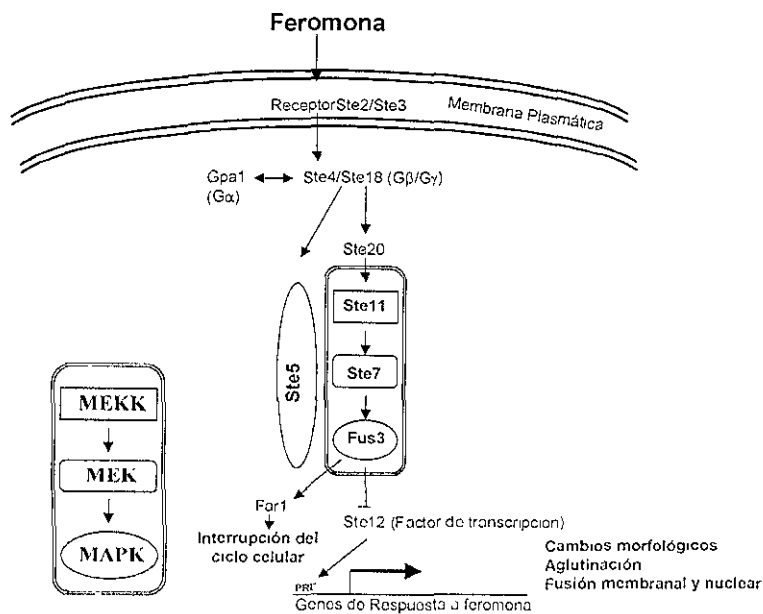 Feromona
ReceptorSte2/Ste3
Membrana Plasmática
Gpa1
(Gα)
Ste4/Ste18 (Gβ/Gγ)
Ste20
Ste11
Ste7
Ste5
Fus3
MEKK
MEK
MAPK
Far1
Interrupción del
ciclo celular
Ste12 (Factor de transcripcion)
Cambios morfológicos
Aglutinación
Fusión membranal y nuclear
Genes de Respuesta a feromona